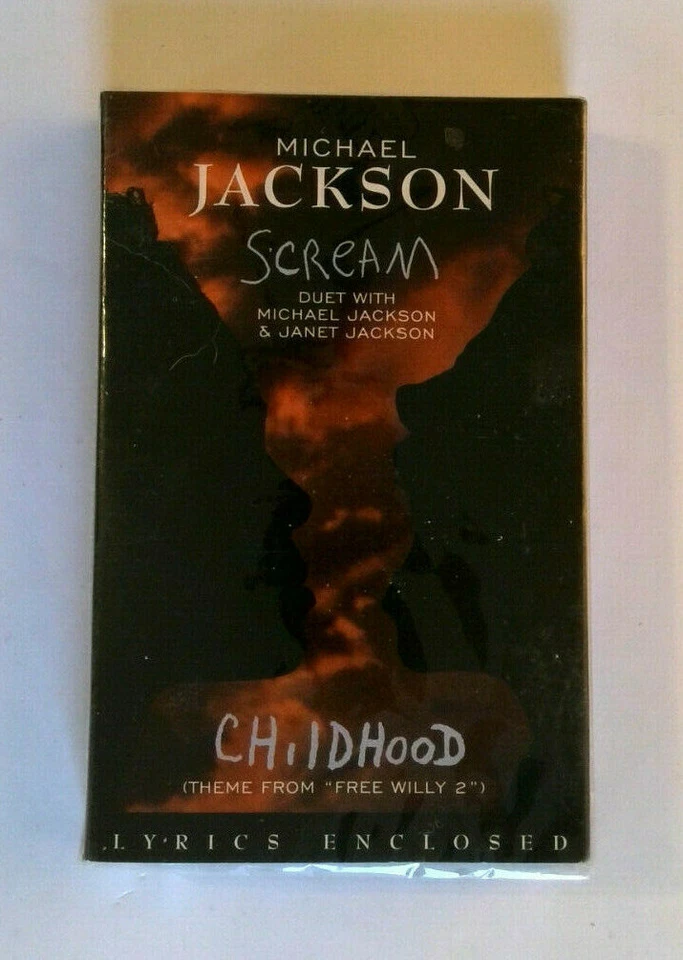 MICHAEL
JACKSON
SCReAM
DUET WITH
MICHAEL JACKSON
& JANET JACKSON
CHilDHooD
(THEME FROM "FREE WILLY 2")
LYRICS ENCLOSED